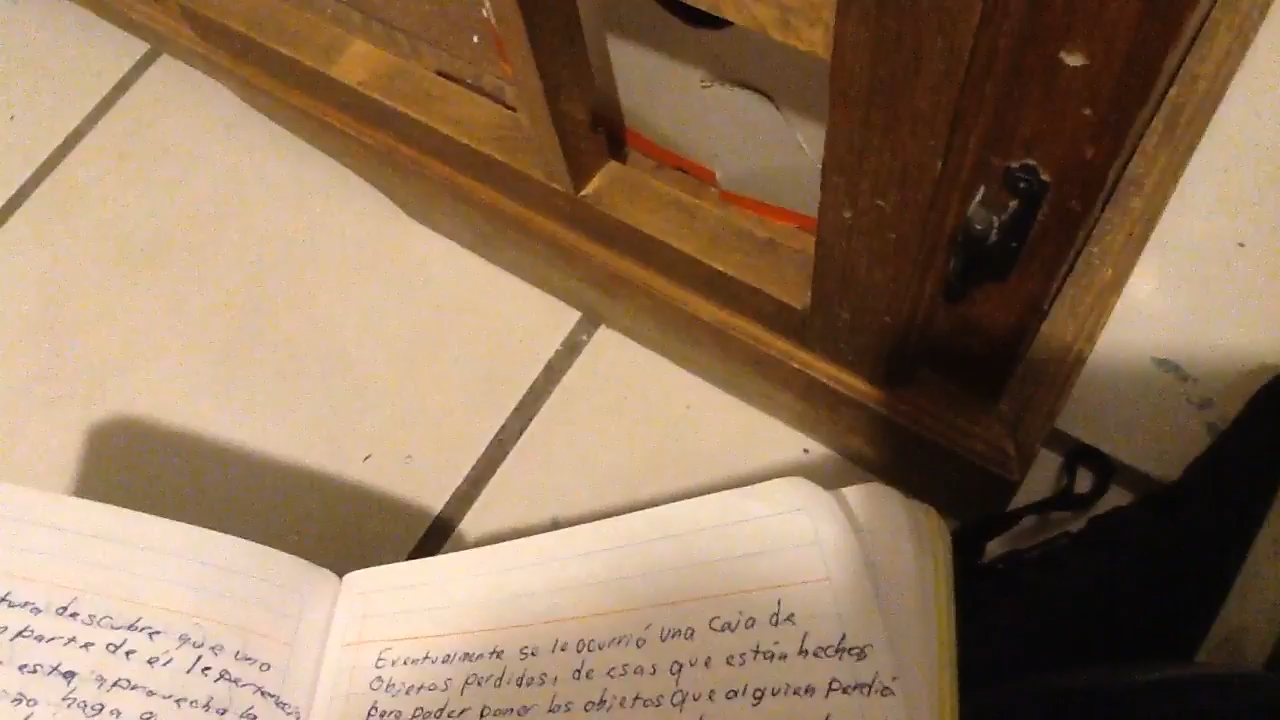 descubre que uno
parte de él le pertenecía
esta aprovecha la
haga
Eventualmente se le ocurrió una Caja de
Objetos perdidos, de esas que están hechas
para poder poner los objetos que alguien perdió